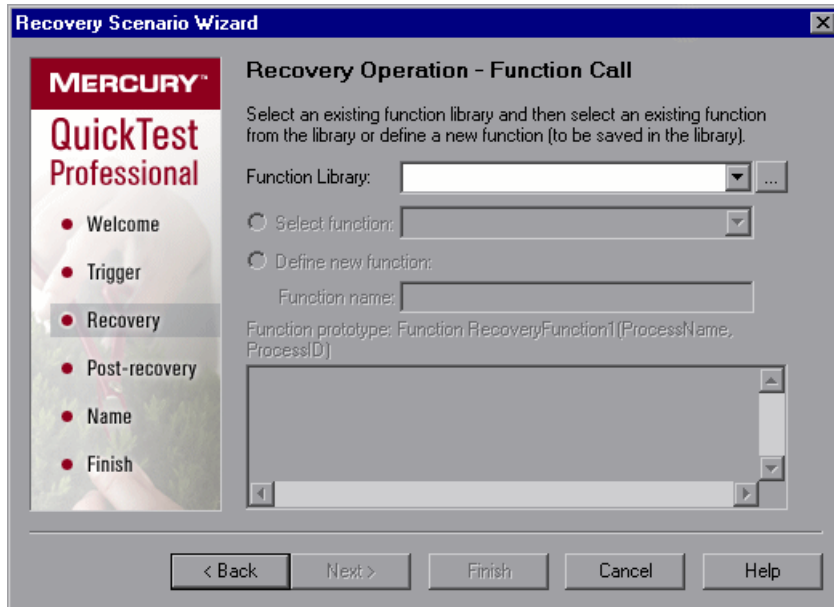 Recovery Scenario Wizard
MERCURY™
QuickTest
Professional
Welcome
Trigger
Recovery
Post-recovery
Name
Finish
Recovery Operation - Function Call
Select an existing function library and then select an existing function
from the library or define a new function (to be saved in the library).
Function Library:
...
Select function:
Define new function:
Function name:
Function prototype: Function RecoveryFunction1(ProcessName,
ProcessID)
< Back
Next >
Finish
Cancel
Help